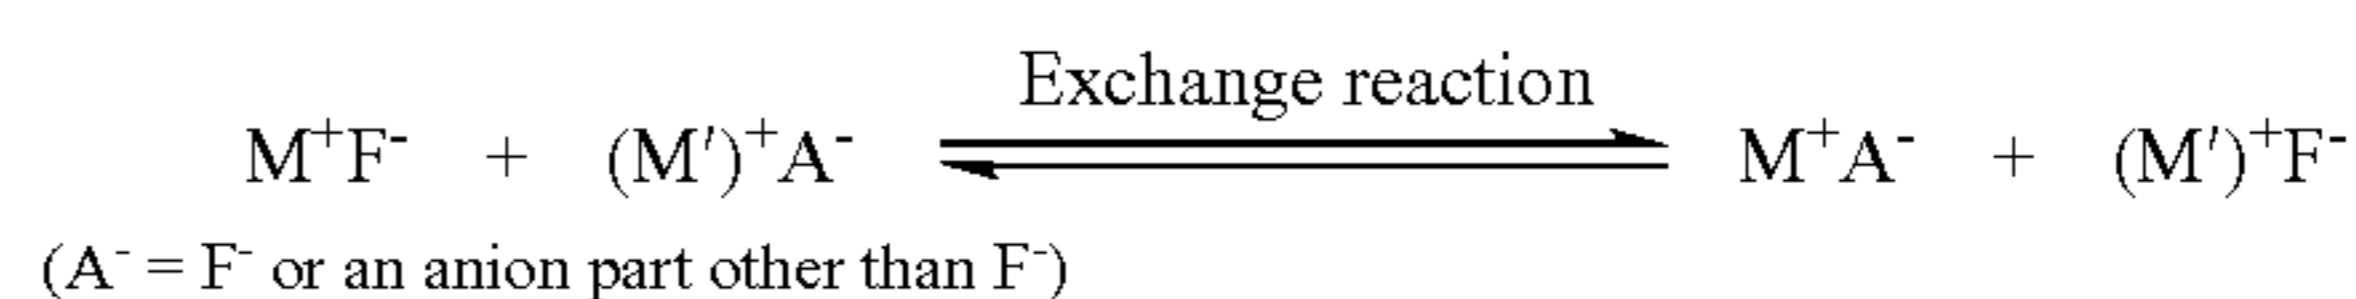 Exchange reaction
M⁺F⁻ + (M′)⁺A⁻ ⇌ M⁺A⁻ + (M′)⁺F⁻
(A⁻ = F⁻ or an anion part other than F⁻)